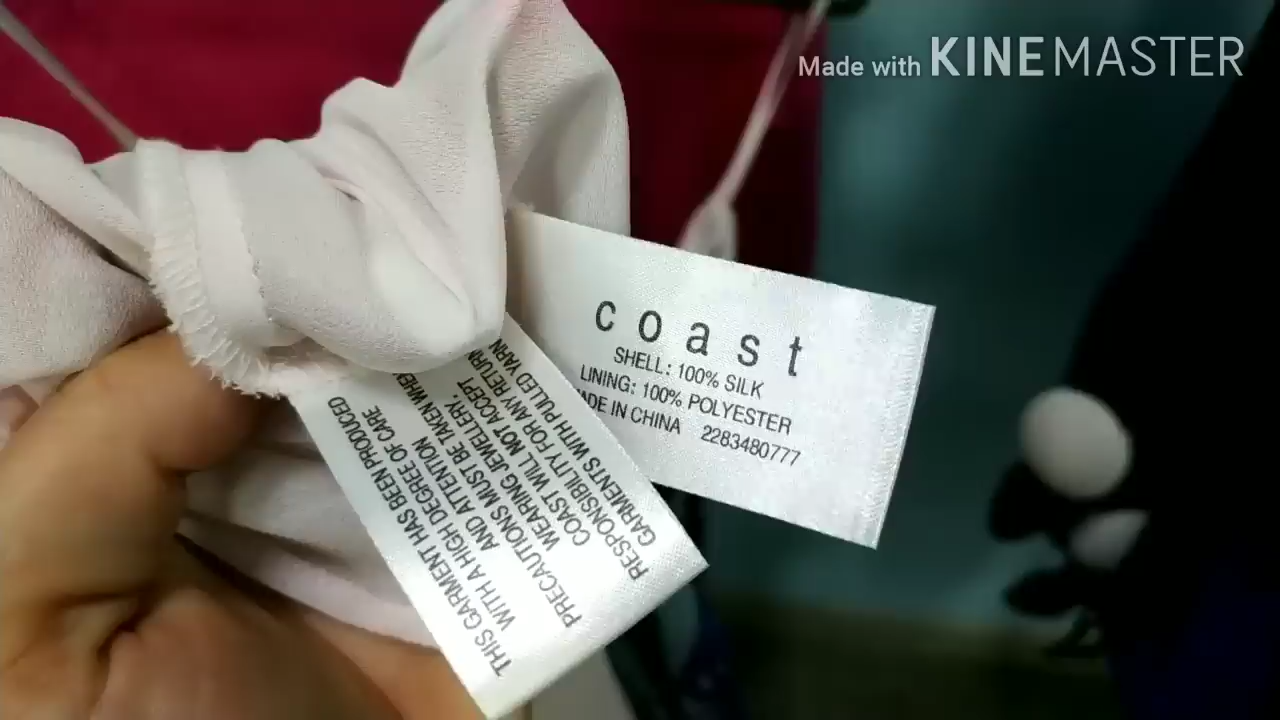 Made with KINEMASTER
coast
SHELL: 100% SILK
LINING: 100% POLYESTER
IN CHINA 2283480777
THIS GARMENT HAS BEEN PRODUCED
WITH A HIGH DEGREE OF CARE
AND ATTENTION
PRECAUTIONS MUST BE TAKEN WHEN
WEARING JEWELLERY,
COAST WILL NOT ACCEPT
RESPONSIBILITY FOR ANY RETURN
GARMENTS WITH PULLED YARN